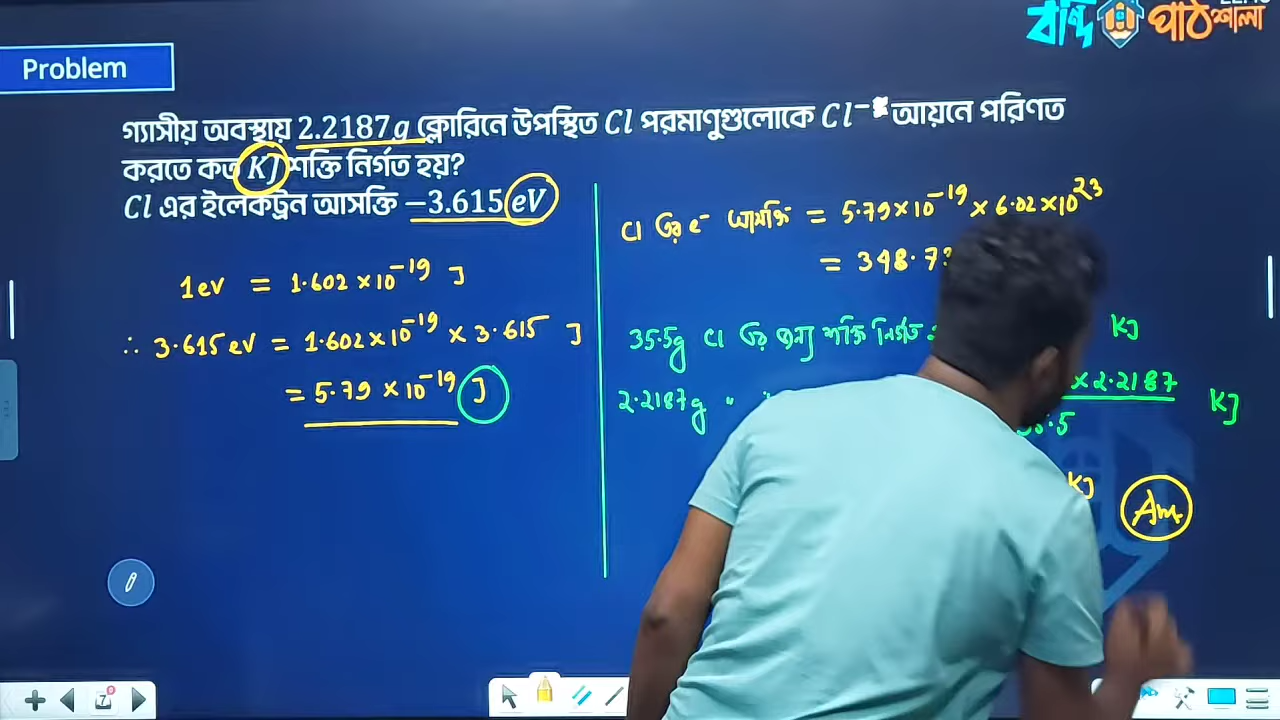 বন্দি পাঠশালা
Problem
গ্যাসীয় অবস্থায় 2.2187 g ক্লোরিনে উপস্থিত Cl পরমাণুগুলোকে Cl⁻ আয়নে পরিণত
করতে কত KJ শক্তি নির্গত হয়?
Cl এর ইলেকট্রন আসক্তি −3.615 eV
1ev = 1.602 × 10⁻¹⁹ J
∴ 3.615 ev = 1.602 × 10⁻¹⁹ × 3.615 J
= 5.79 × 10⁻¹⁹ J
Cl এর e⁻ আসক্তি = 5.79 × 10⁻¹⁹ × 6.02 × 10²³
= 348.7
35.5g Cl এর জন্য শক্তি নির্গত KJ
2.2187g " × 2.2187 KJ
35.5
KJ Ans